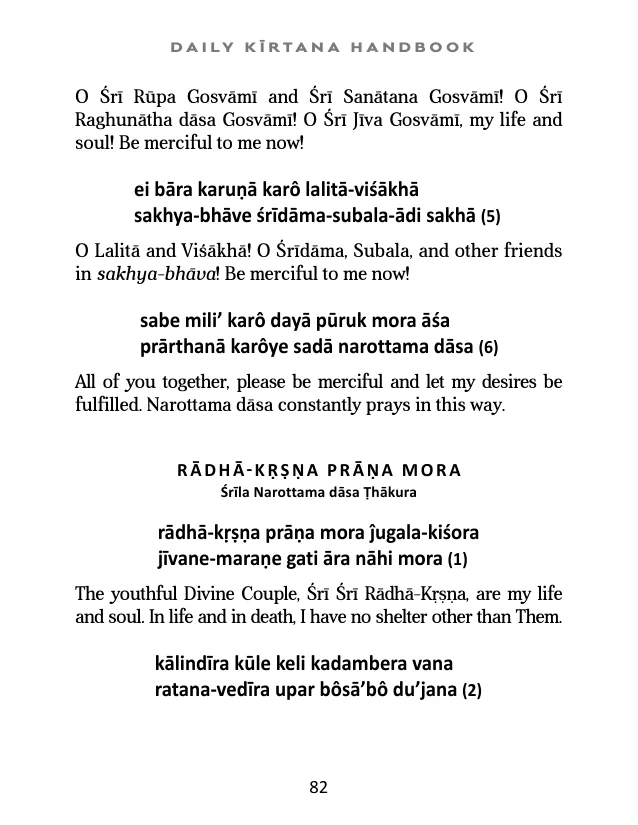 DAILY KĪRTANA HANDBOOK
O Śrī Rūpa Gosvāmī and Śrī Sanātana Gosvāmī! O Śrī
Raghunātha dāsa Gosvāmī! O Śrī Jīva Gosvāmī, my life and
soul! Be merciful to me now!
ei bāra karuṇā karô lalitā-viśākhā
sakhya-bhāve śrīdāma-subala-ādi sakhā (5)
O Lalitā and Viśākhā! O Śrīdāma, Subala, and other friends
in sakhya-bhāva! Be merciful to me now!
sabe mili’ karô dayā pūruk mora āśa
prārthanā karôye sadā narottama dāsa (6)
All of you together, please be merciful and let my desires be
fulfilled. Narottama dāsa constantly prays in this way.
RĀDHĀ-KṚṢṆA PRĀṆA MORA
Śrīla Narottama dāsa Ṭhākura
rādhā-kṛṣṇa prāṇa mora ĵugala-kiśora
jīvane-maraṇe gati āra nāhi mora (1)
The youthful Divine Couple, Śrī Śrī Rādhā-Kṛṣṇa, are my life
and soul. In life and in death, I have no shelter other than Them.
kālindīra kūle keli kadambera vana
ratana-vedīra upar bôsā’bô du’jana (2)
82